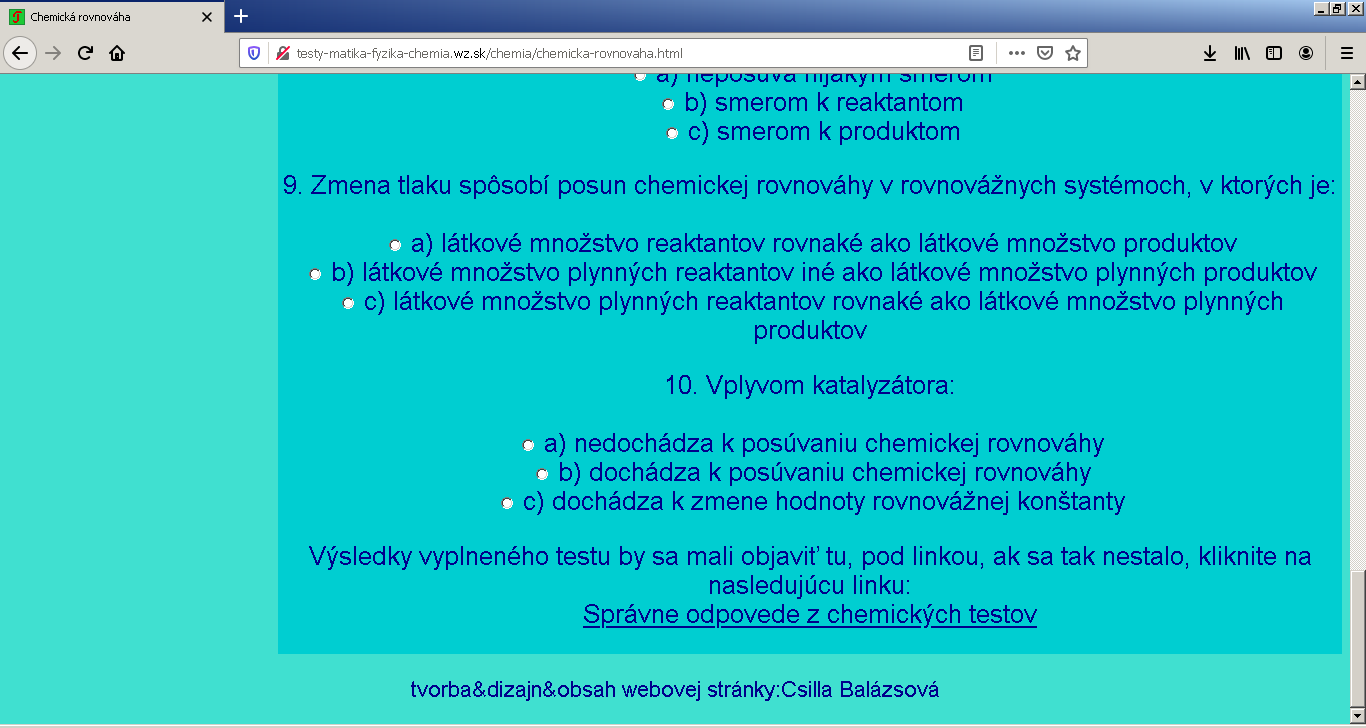 Chemická rovnováha
testy-matika-fyzika-chemia.wz.sk/chemia/chemicka-rovnovaha.html
a) neposúva nijakým smerom
b) smerom k reaktantom
c) smerom k produktom
9. Zmena tlaku spôsobí posun chemickej rovnováhy v rovnovážnych systémoch, v ktorých je:
a) látkové množstvo reaktantov rovnaké ako látkové množstvo produktov
b) látkové množstvo plynných reaktantov iné ako látkové množstvo plynných produktov
c) látkové množstvo plynných reaktantov rovnaké ako látkové množstvo plynných
produktov
10. Vplyvom katalyzátora:
a) nedochádza k posúvaniu chemickej rovnováhy
b) dochádza k posúvaniu chemickej rovnováhy
c) dochádza k zmene hodnoty rovnovážnej konštanty
Výsledky vyplneného testu by sa mali objaviť tu, pod linkou, ak sa tak nestalo, kliknite na
nasledujúcu linku:
Správne odpovede z chemických testov
tvorba&dizajn&obsah webovej stránky:Csilla Balázsová